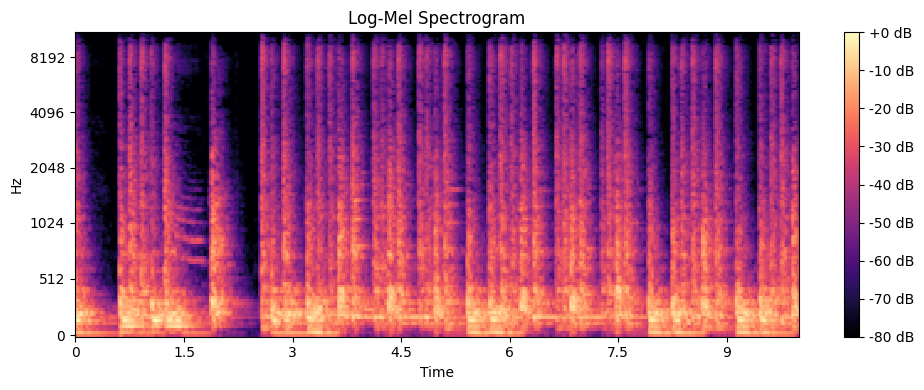 Log-Mel Spectrogram
Hz
8192
4096
2048
1024
512
0
0 1.5 3 4.5 6 7.5 9
Time
+0 dB
-10 dB
-20 dB
-30 dB
-40 dB
-50 dB
-60 dB
-70 dB
-80 dB